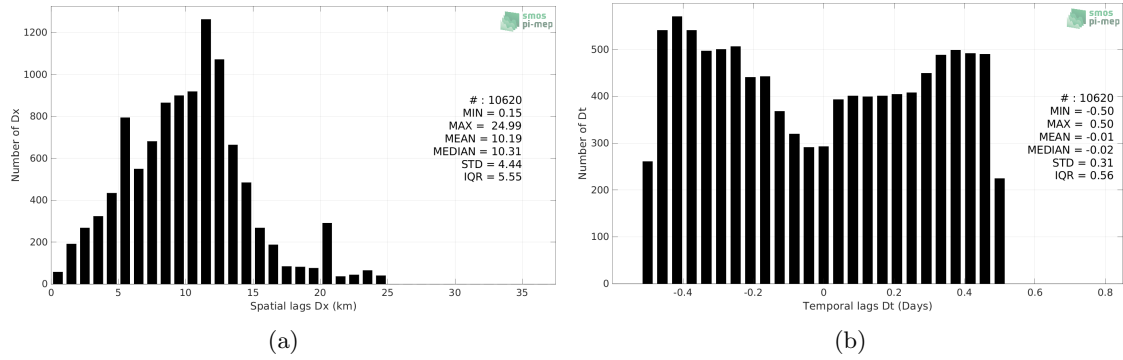 smos
pi-mep
1200
1000
800
600
400
200
0
Number of Dx
# : 10620
MIN = 0.15
MAX = 24.99
MEAN = 10.19
MEDIAN = 10.31
STD = 4.44
IQR = 5.55
0 5 10 15 20 25 30 35
Spatial lags Dx (km)
(a)
smos
pi-mep
500
400
300
200
100
0
Number of Dt
# : 10620
MIN = -0.50
MAX = 0.50
MEAN = -0.01
MEDIAN = -0.02
STD = 0.31
IQR = 0.56
-0.4 -0.2 0 0.2 0.4 0.6 0.8
Temporal lags Dt (Days)
(b)